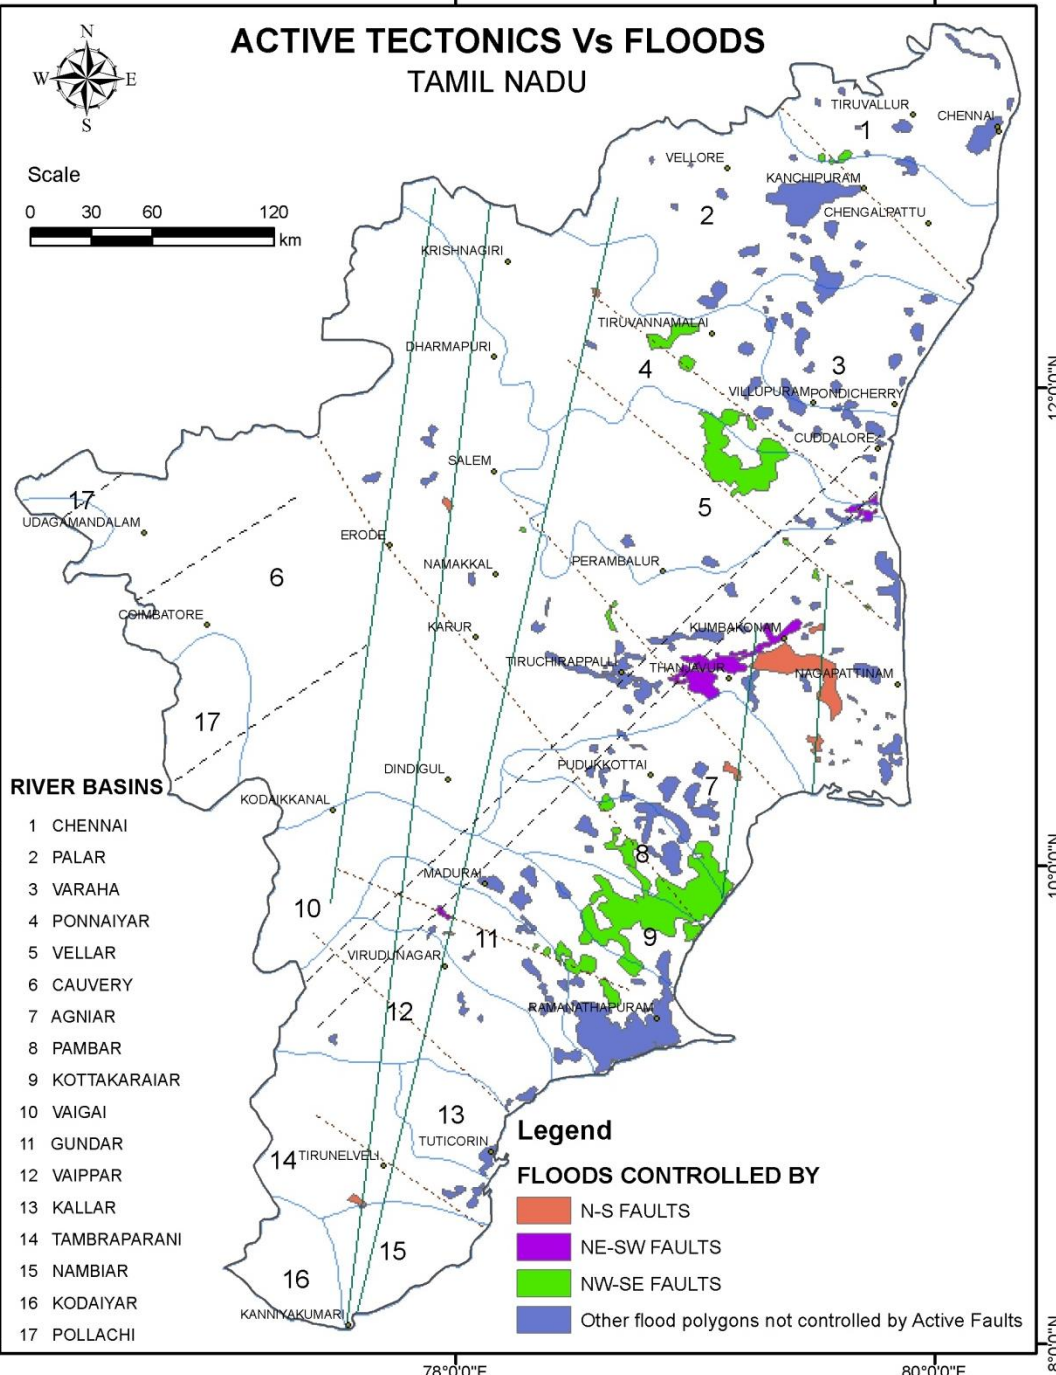 ACTIVE TECTONICS Vs FLOODS
TAMIL NADU
N
W E
S
Scale
0 30 60 120
km
TIRUVALLUR
CHENNAI
1
VELLORE
KANCHIPURAM
2
CHENGALPATTU
KRISHNAGIRI
TIRUVANNAMALAI
DHARMAPURI
4
3
VILLUPURAM
PONDICHERRY
12°0'0"N
CUDDALORE
SALEM
17
UDAGAMANDALAM
5
ERODE
NAMAKKAL
PERAMBALUR
6
COIMBATORE
KARUR
KUMBAKONAM
TIRUCHIRAPPALLI
THANJAVUR
NAGAPATTINAM
17
DINDIGUL
PUDUKKOTTAI
7
KODAIKKANAL
8
10°0'0"N
MADURAI
10
11
9
VIRUDUNAGAR
12
RAMANATHAPURAM
13
TUTICORIN
14
TIRUNELVELI
15
16
KANNIYAKUMARI
RIVER BASINS
1 CHENNAI
2 PALAR
3 VARAHA
4 PONNAIYAR
5 VELLAR
6 CAUVERY
7 AGNIAR
8 PAMBAR
9 KOTTAKARAIAR
10 VAIGAI
11 GUNDAR
12 VAIPPAR
13 KALLAR
14 TAMBRAPARANI
15 NAMBIAR
16 KODAIYAR
17 POLLACHI
Legend
FLOODS CONTROLLED BY
N-S FAULTS
NE-SW FAULTS
NW-SE FAULTS
Other flood polygons not controlled by Active Faults
8°0'0"N
78°0'0"E
80°0'0"E